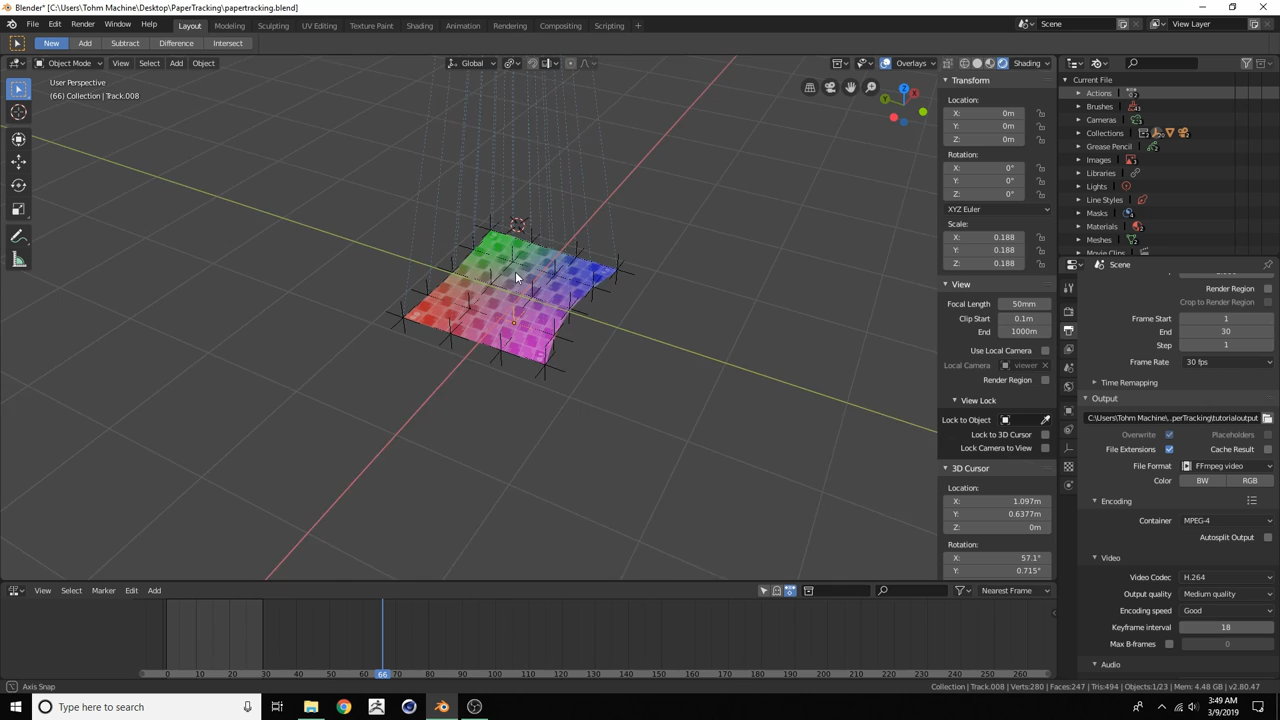 Blender* [C:\Users\Tohm Machine\Desktop\PaperTracking\papertracking.blend]
File Edit Render Window Help Layout Modeling Sculpting UV Editing Texture Paint Shading Animation Rendering Compositing Scripting + Scene View Layer
New Add Subtract Difference Intersect
Object Mode View Select Add Object Global Overlays Shading
User Perspective
(66) Collection | Track.008
Z
Y
X
Transform
Location:
X: 0m
Y: 0m
Z: 0m
Rotation:
X: 0°
Y: 0°
Z: 0°
XYZ Euler
Scale:
X: 0.188
Y: 0.188
Z: 0.188
View
Focal Length 50mm
Clip Start 0.1m
End 1000m
Use Local Camera
Local Camera viewer
Render Region
View Lock
Lock to Object
Lock to 3D Cursor
Lock Camera to View
3D Cursor
Location:
X: 1.097m
Y: 0.6377m
Z: 0m
Rotation:
X: 57.1°
Y: 0.715°
Current File
Actions
Brushes
Cameras
Collections
Grease Pencil
Images
Libraries
Lights
Line Styles
Masks
Materials
Meshes
Movie Clips
Scene
Render Region
Crop to Render Region
Frame Start 1
End 30
Step 1
Frame Rate 30 fps
Time Remapping
Output
C:\Users\Tohm Machine\..perTracking\tutorialoutput
Overwrite Placeholders
File Extensions Cache Result
File Format FFmpeg video
Color BW RGB
Encoding
Container MPEG-4
Autosplit Output
Video
Video Codec H.264
Output quality Medium quality
Encoding speed Good
Keyframe interval 18
Max B-frames 0
Audio
View Select Marker Edit Add Nearest Frame
0 10 20 30 40 50 66 70 80 90 100 110 120 130 140 150 160 170 180 190 200 210 220 230 240 250 260
Axis Snap
Collection | Track.008 | Verts:280 | Faces:247 | Tris:494 | Objects:1/23 | Mem: 4.48 GB | v2.80.47
Type here to search
3:49 AM
3/9/2019